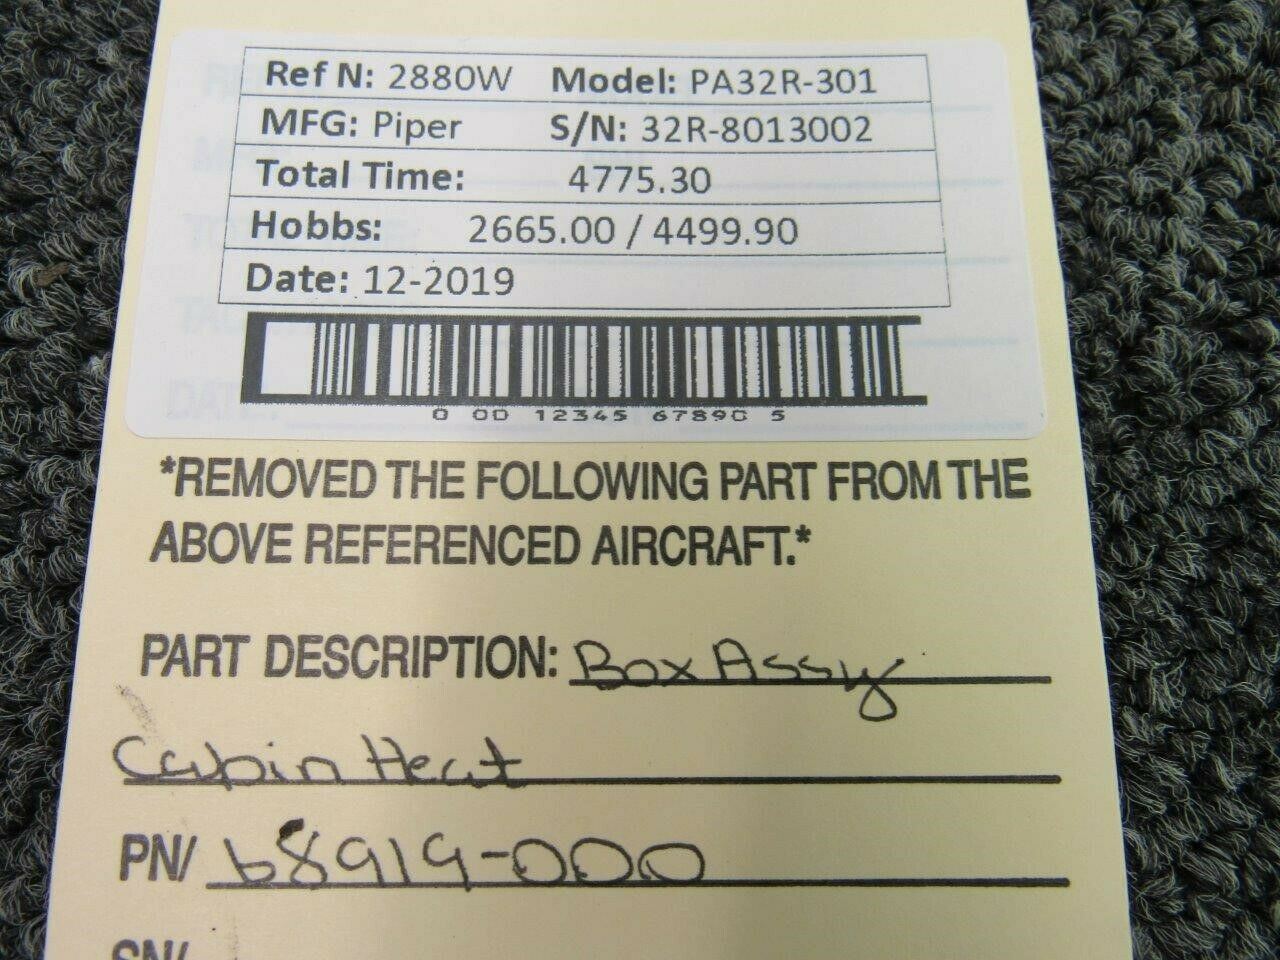 Ref N: 2880W Model: PA32R-301
MFG: Piper S/N: 32R-8013002
Total Time: 4775.30
Hobbs: 2665.00 / 4499.90
Date: 12-2019
0 00 12345 67890 5
*REMOVED THE FOLLOWING PART FROM THE
ABOVE REFERENCED AIRCRAFT.*
PART DESCRIPTION: Box Assy
Cabin Heat
PN/ 68919-000
SN/